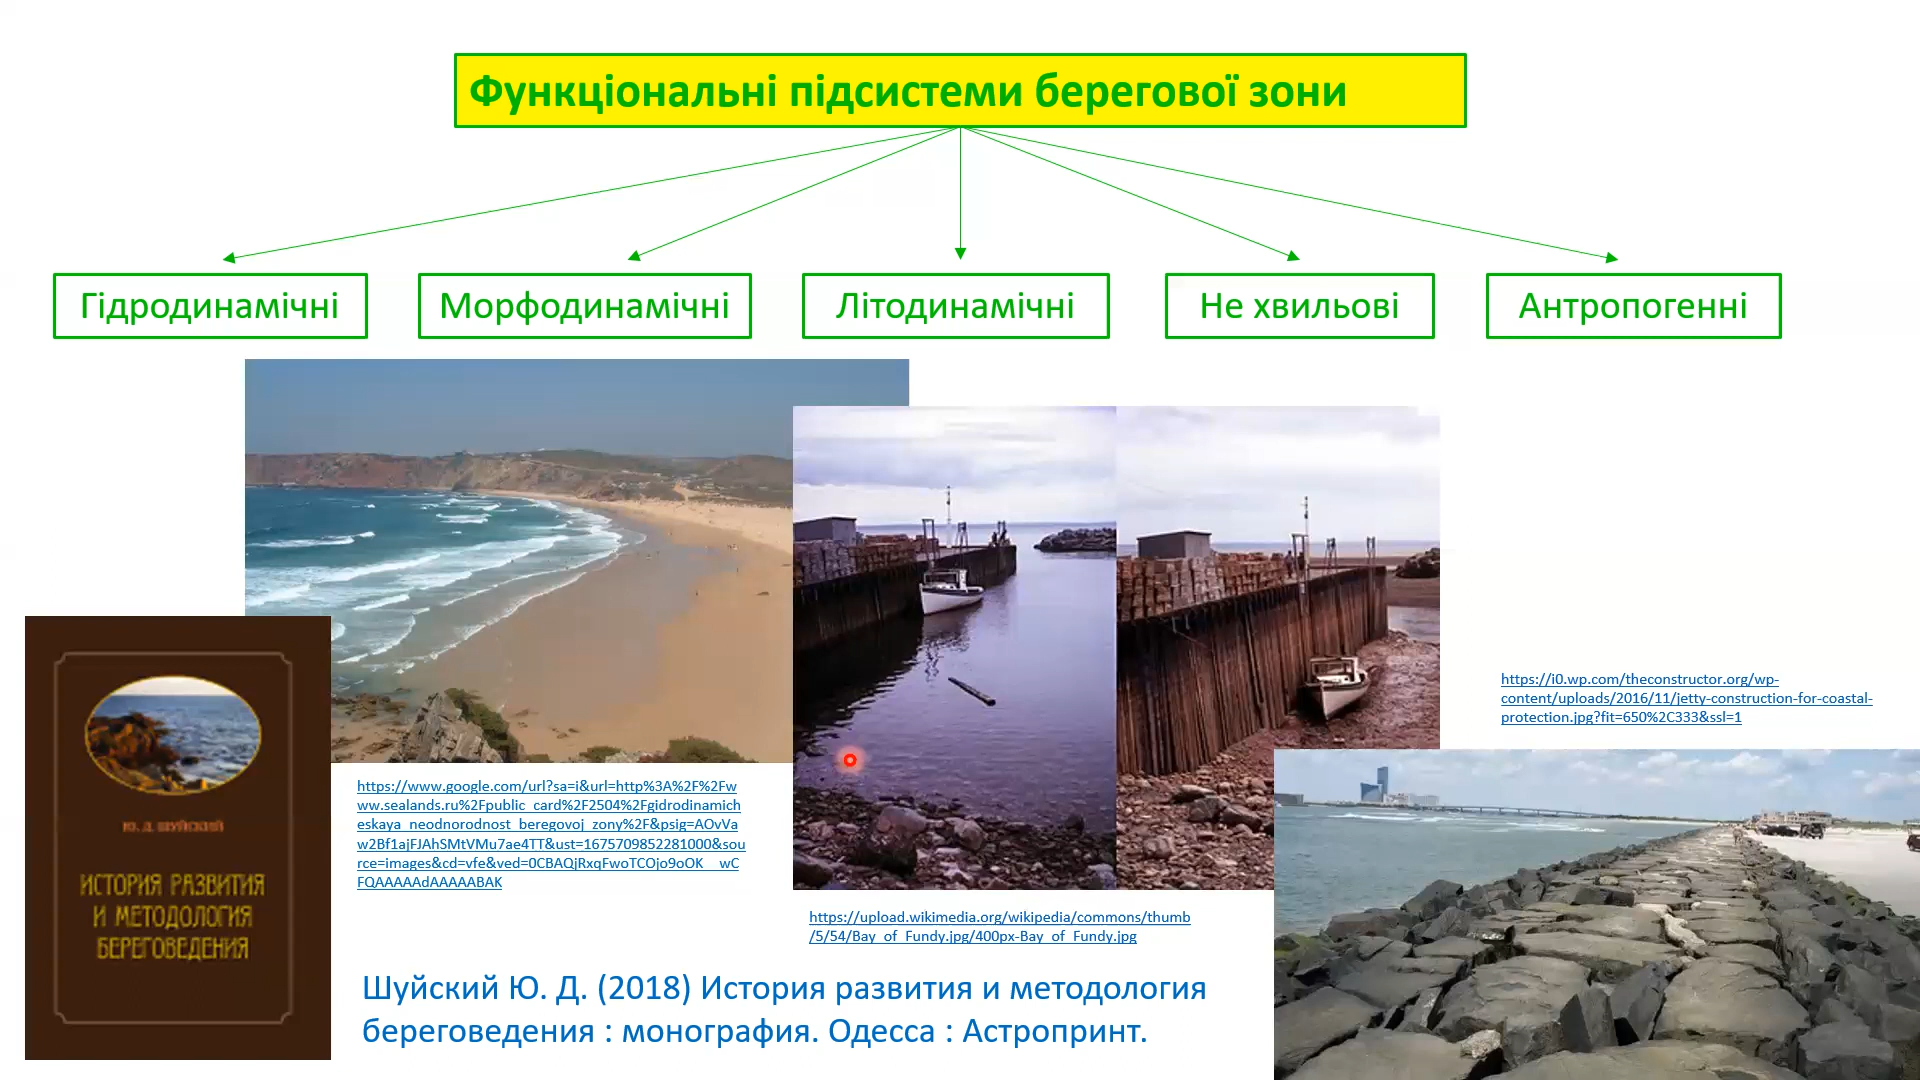 Функціональні підсистеми берегової зони
Гідродинамічні
Морфодинамічні
Літодинамічні
Не хвильові
Антропогенні
https://i0.wp.com/theconstructor.org/wp-
content/uploads/2016/11/jetty-construction-for-coastal-
protection.jpg?fit=650%2C333&ssl=1
Ю. Д. ШУЙСКИЙ
ИСТОРИЯ РАЗВИТИЯ
И МЕТОДОЛОГИЯ
БЕРЕГОВЕДЕНИЯ
https://www.google.com/url?sa=i&url=http%3A%2F%2Fw
ww.sealands.ru%2Fpublic_card%2F2504%2Fgidrodinamich
eskaya_neodnorodnost_beregovoj_zony%2F&psig=AOvVa
w2Bf1ajFJAhSMtVMu7ae4TT&ust=1675709852281000&sou
rce=images&cd=vfe&ved=0CBAQjRxqFwoTCOjo9oOK__wC
FQAAAAAdAAAAABAK
https://upload.wikimedia.org/wikipedia/commons/thumb
/5/54/Bay_of_Fundy.jpg/400px-Bay_of_Fundy.jpg
Шуйский Ю. Д. (2018) История развития и методология
береговедения : монография. Одесса : Астропринт.